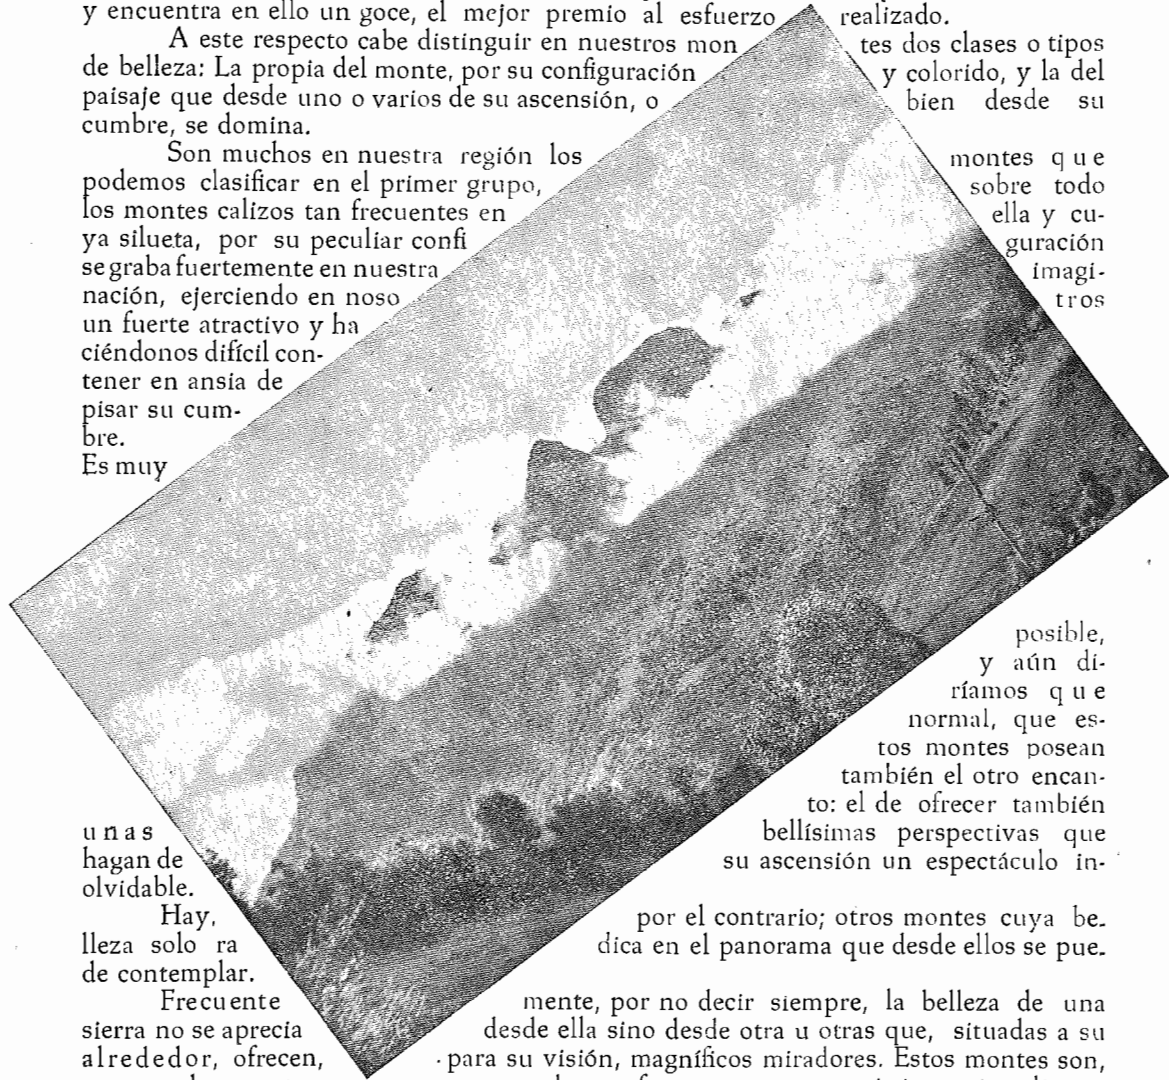 y encuentra en ello un goce, el mejor premio al esfuerzo realizado.
A este respecto cabe distinguir en nuestros mon tes dos clases o tipos
de belleza: La propia del monte, por su configuración y colorido, y la del
paisaje que desde uno o varios de su ascensión, o bien desde su
cumbre, se domina.
Son muchos en nuestra región los montes que
podemos clasificar en el primer grupo, sobre todo
los montes calizos tan frecuentes en ella y cu-
ya silueta, por su peculiar confi guración
se graba fuertemente en nuestra imagi-
nación, ejerciendo en noso tros
un fuerte atractivo y ha
ciéndonos difícil con-
tener en ansia de
pisar su cum-
bre.
Es muy
posible,
y aún di-
ríamos que
normal, que es-
tos montes posean
también el otro encan-
to: el de ofrecer también
unas bellísimas perspectivas que
hagan de su ascensión un espectáculo in-
olvidable.
Hay, por el contrario; otros montes cuya be-
lleza solo ra dica en el panorama que desde ellos se pue-
de contemplar.
Frecuente mente, por no decir siempre, la belleza de una
sierra no se aprecia desde ella sino desde otra u otras que, situadas a su
alrededor, ofrecen, para su visión, magníficos miradores. Estos montes son,